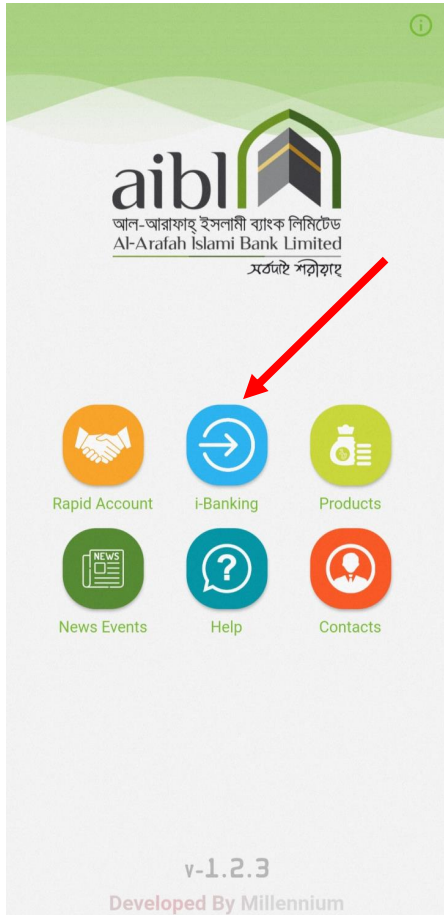 aibl
আল-আরাফাহ্ ইসলামী ব্যাংক লিমিটেড
Al-Arafah Islami Bank Limited
সর্বদাই শরীয়াহ্
Rapid Account
i-Banking
Products
NEWS
News Events
Help
Contacts
v-1.2.3
Developed By Millennium